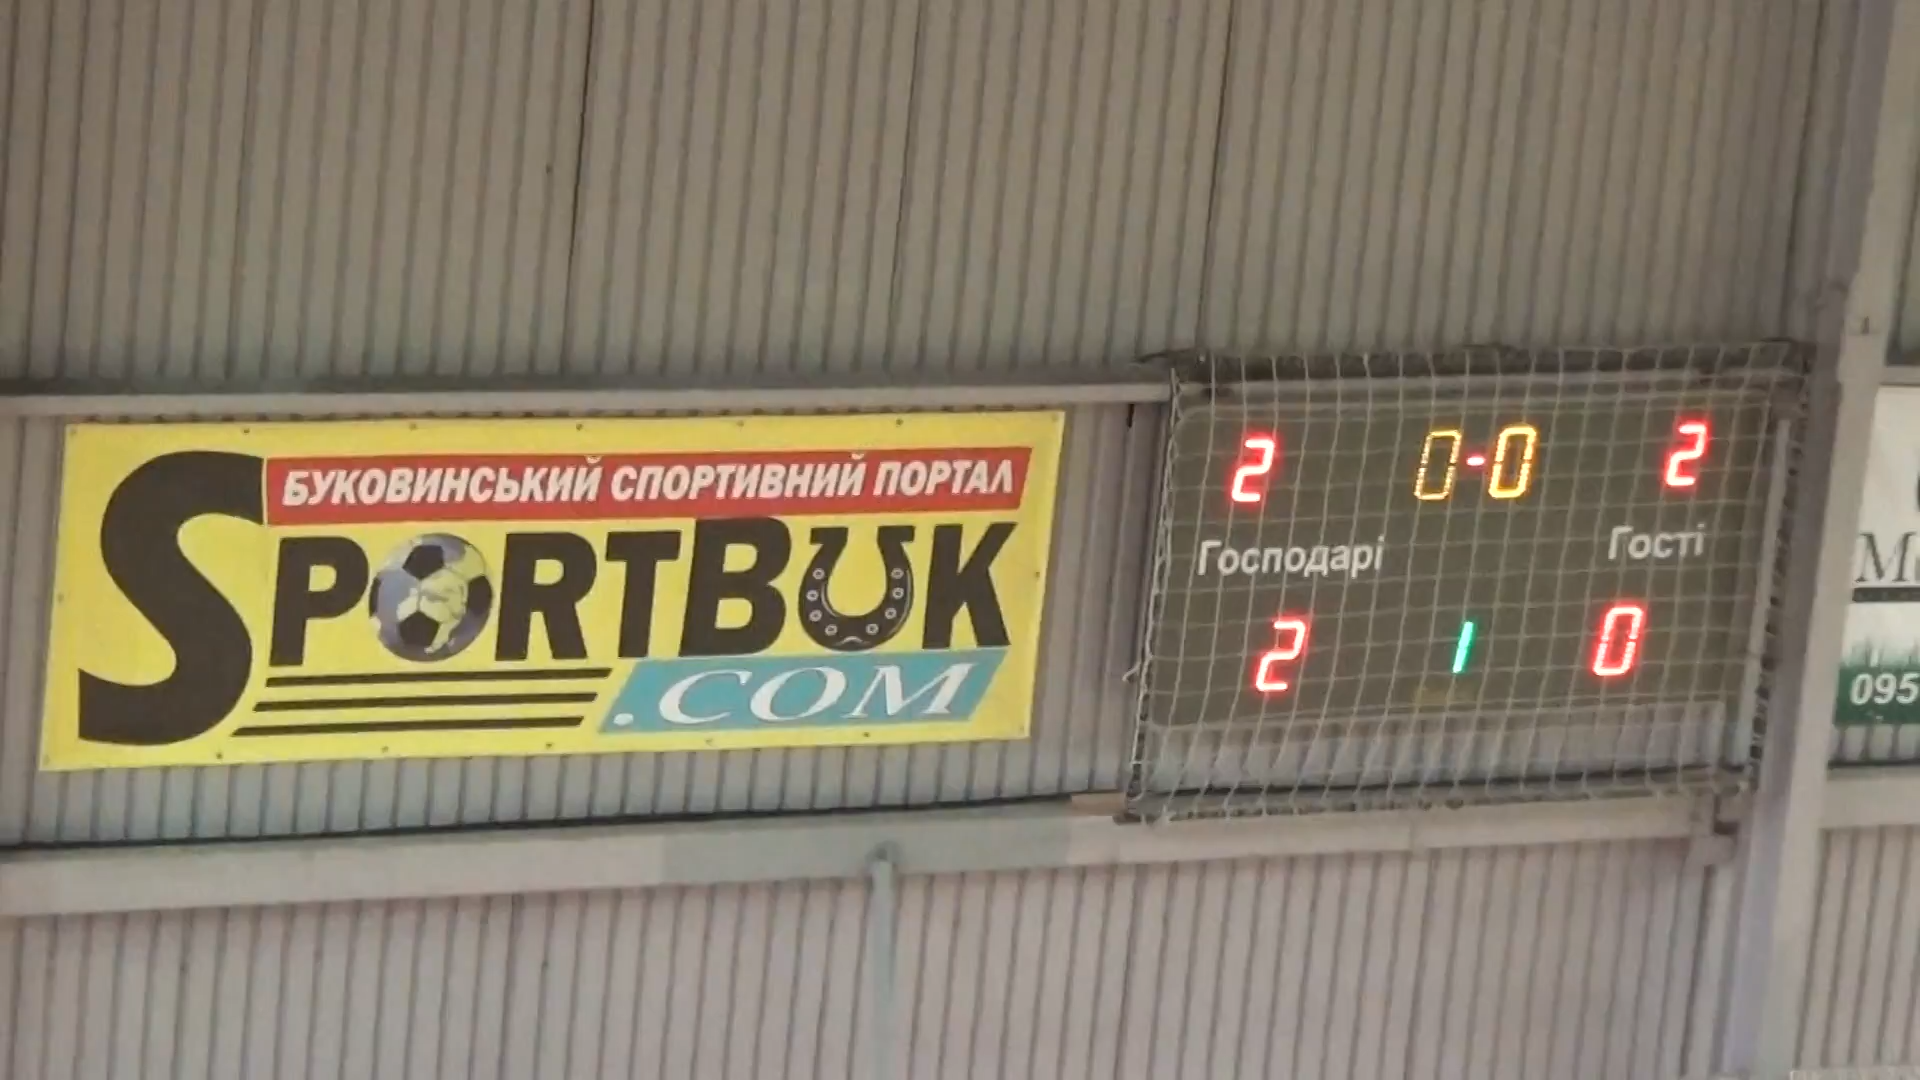 БУКОВИНСЬКИЙ СПОРТИВНИЙ ПОРТАЛ
SPORTBUK
.COM
2 0-0 2
Господарі Гості
2 1 0
095